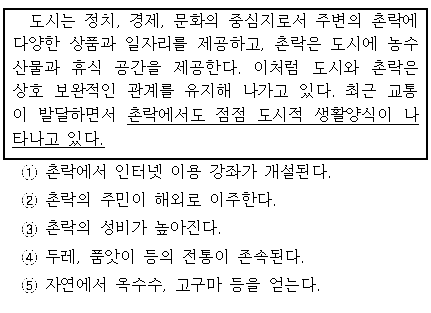 도시는 정치, 경제, 문화의 중심지로서 주변의 촌락에
다양한 상품과 일자리를 제공하고, 촌락은 도시에 농수
산물과 휴식 공간을 제공한다. 이처럼 도시와 촌락은
상호 보완적인 관계를 유지해 나가고 있다. 최근 교통
이 발달하면서 촌락에서도 점점 도시적 생활양식이 나
타나고 있다.
① 촌락에서 인터넷 이용 강좌가 개설된다.
② 촌락의 주민이 해외로 이주한다.
③ 촌락의 성비가 높아진다.
④ 두레, 품앗이 등의 전통이 존속된다.
⑤ 자연에서 옥수수, 고구마 등을 얻는다.